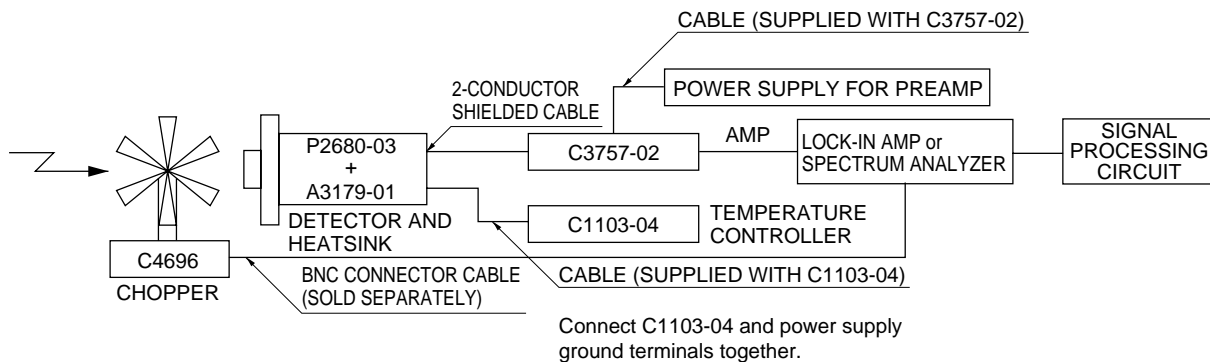 CABLE (SUPPLIED WITH C3757-02)
2-CONDUCTOR
SHIELDED CABLE
POWER SUPPLY FOR PREAMP
P2680-03
+
A3179-01
DETECTOR AND
HEATSINK
C3757-02
AMP
LOCK-IN AMP or
SPECTRUM ANALYZER
SIGNAL
PROCESSING
CIRCUIT
C1103-04
TEMPERATURE
CONTROLLER
C4696
CHOPPER
BNC CONNECTOR CABLE
(SOLD SEPARATELY)
CABLE (SUPPLIED WITH C1103-04)
Connect C1103-04 and power supply
ground terminals together.